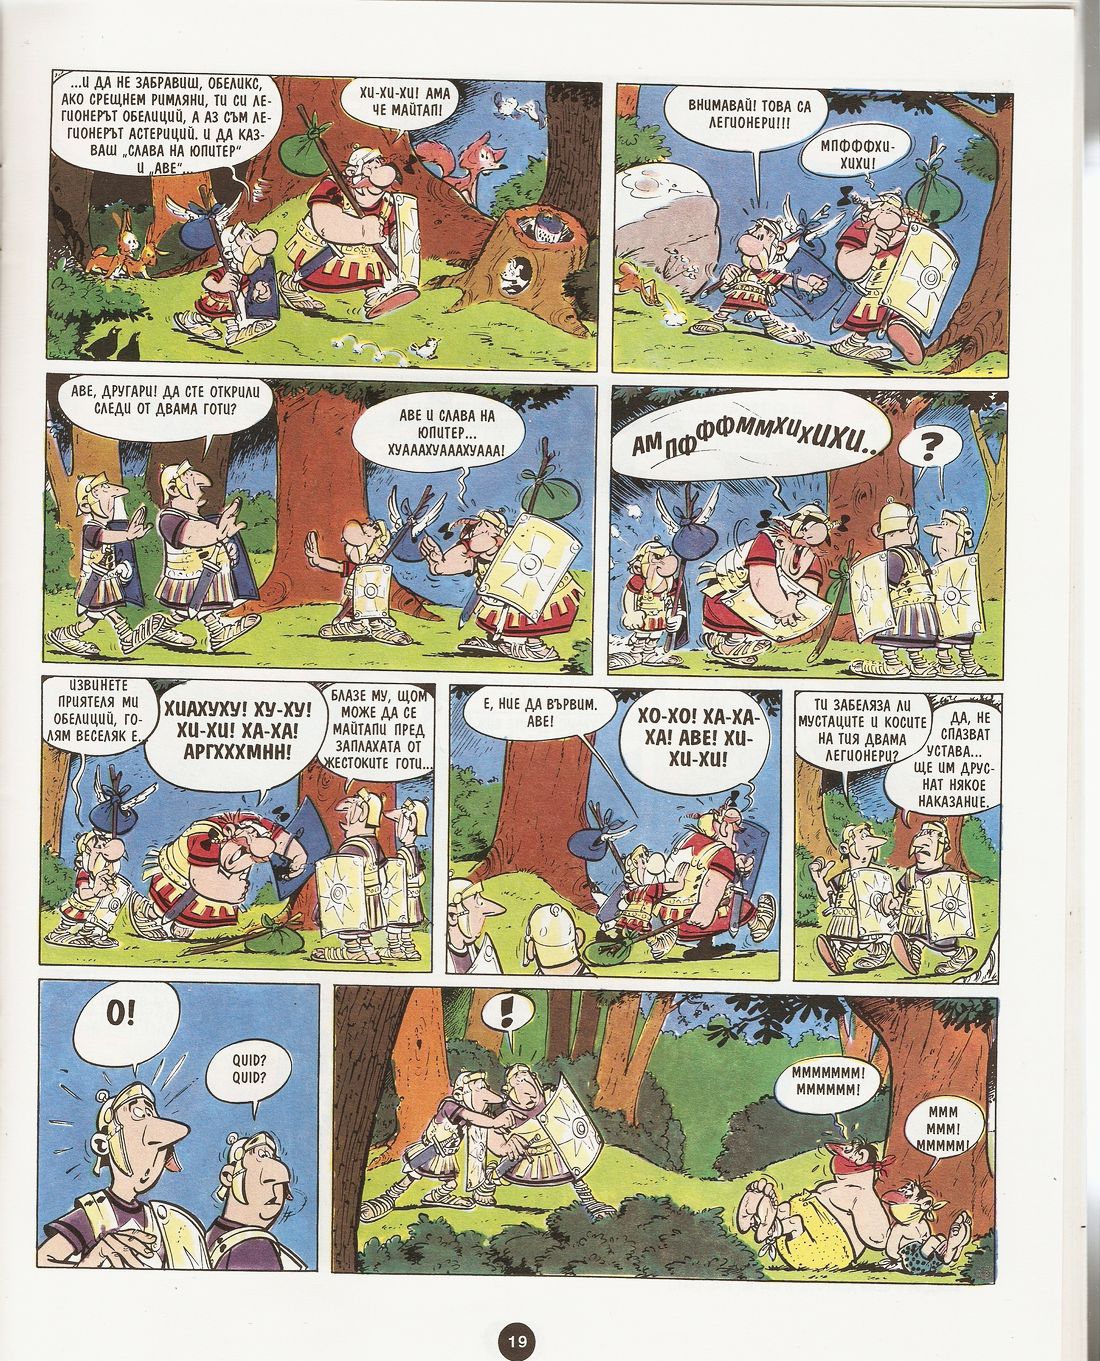 ...И ДА НЕ ЗАБРАВИШ, ОБЕЛИКС,
АКО СРЕЩНЕМ РИМЛЯНИ, ТИ СИ ЛЕ-
ГИОНЕРЪТ ОБЕЛИЦИЙ, А АЗ СЪМ ЛЕ-
ГИОНЕРЪТ АСТЕРИЦИЙ. И ДА КАЗ-
ВАШ „СЛАВА НА ЮПИТЕР“
И „АВЕ“...
ХИ-ХИ-ХИ! АМА
ЧЕ МАЙТАП!
ВНИМАВАЙ! ТОВА СА
ЛЕГИОНЕРИ!!!
МПФФФХИ-
ХИХИ!
АВЕ, ДРУГАРИ! ДА СТЕ ОТКРИЛИ
СЛЕДИ ОТ ДВАМА ГОТИ?
АВЕ И СЛАВА НА
ЮПИТЕР...
ХУАААХУАААХУААА!
АМПФФФФММХИХИХИХИ...
?
ИЗВИНЕТЕ
ПРИЯТЕЛЯ МИ
ОБЕЛИЦИЙ, ГО-
ЛЯМ ВЕСЕЛЯК Е...
ХИАХУХУ! ХУ-ХУ!
ХИ-ХИ! ХА-ХА!
АРГХХХМНН!
БЛАЗЕ МУ, ЩОМ
МОЖЕ ДА СЕ
МАЙТАПИ ПРЕД
ЗАПЛАХАТА ОТ
ЖЕСТОКИТЕ ГОТИ...
Е, НИЕ ДА ВЪРВИМ.
АВЕ!
ХО-ХО! ХА-ХА-
ХА! АВЕ! ХИ-
ХИ-ХИ!
ТИ ЗАБЕЛЯЗА ЛИ
МУСТАЦИТЕ И КОСИТЕ
НА ТИЯ ДВАМА
ЛЕГИОНЕРИ?
ДА, НЕ
СПАЗВАТ
УСТАВА...
ЩЕ ИМ ДРУС-
НАТ НЯКОЕ
НАКАЗАНИЕ.
О!
QUID?
QUID?
!
МММММММ!
МММММММ!
МММ
МММ!
МММММ!
19